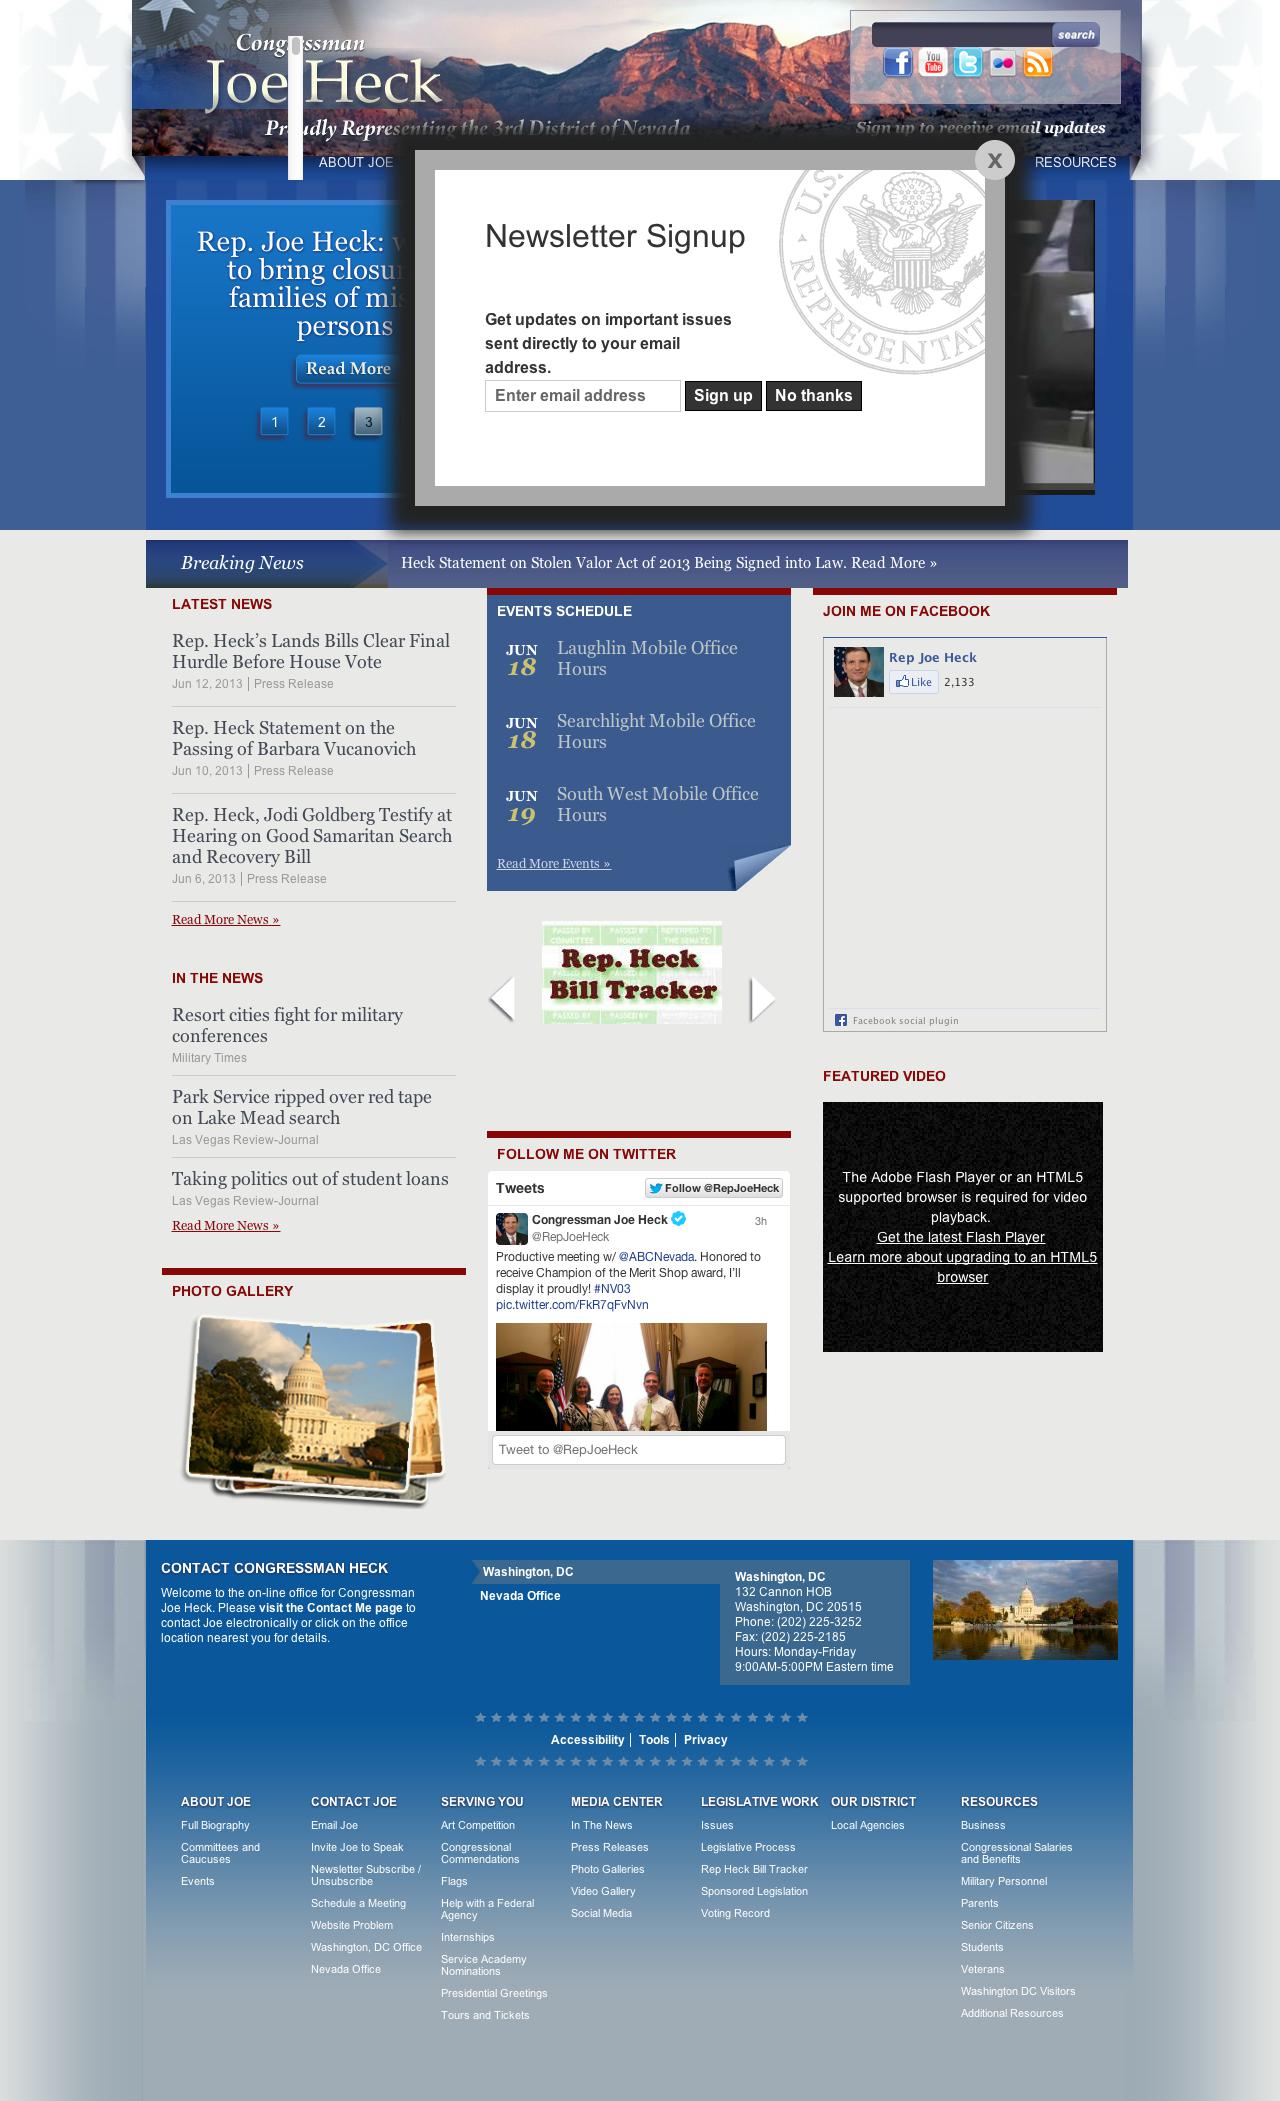 Congressman
Joe Heck
Proudly Representing the 3rd District of Nevada
search
You
Tube
Sign up to receive email updates
ABOUT JOE
RESOURCES
x
Rep. Joe Heck:
to bring closu
families of mi
persons
Read More
1 2 3
Newsletter Signup
Get updates on important issues
sent directly to your email
address.
Enter email address Sign up No thanks
Breaking News
Heck Statement on Stolen Valor Act of 2013 Being Signed into Law. Read More »
LATEST NEWS
Rep. Heck’s Lands Bills Clear Final
Hurdle Before House Vote
Jun 12, 2013 | Press Release
Rep. Heck Statement on the
Passing of Barbara Vucanovich
Jun 10, 2013 | Press Release
Rep. Heck, Jodi Goldberg Testify at
Hearing on Good Samaritan Search
and Recovery Bill
Jun 6, 2013 | Press Release
Read More News »
IN THE NEWS
Resort cities fight for military
conferences
Military Times
Park Service ripped over red tape
on Lake Mead search
Las Vegas Review-Journal
Taking politics out of student loans
Las Vegas Review-Journal
Read More News »
PHOTO GALLERY
EVENTS SCHEDULE
JUN
18
Laughlin Mobile Office
Hours
JUN
18
Searchlight Mobile Office
Hours
JUN
19
South West Mobile Office
Hours
Read More Events »
PASSED BY COMMITTEE PASSED BY HOUSE REFERRED TO THE SENATE
Rep. Heck
Bill Tracker
FOLLOW ME ON TWITTER
Tweets
Follow @RepJoeHeck
Congressman Joe Heck 3h
@RepJoeHeck
Productive meeting w/ @ABCNevada. Honored to
receive Champion of the Merit Shop award, I'll
display it proudly! #NV03
pic.twitter.com/FkR7qFvNvn
Tweet to @RepJoeHeck
JOIN ME ON FACEBOOK
Rep Joe Heck
Like 2,133
Facebook social plugin
FEATURED VIDEO
The Adobe Flash Player or an HTML5
supported browser is required for video
playback.
Get the latest Flash Player
Learn more about upgrading to an HTML5
browser
CONTACT CONGRESSMAN HECK
Welcome to the on-line office for Congressman
Joe Heck. Please visit the Contact Me page to
contact Joe electronically or click on the office
location nearest you for details.
Washington, DC
Nevada Office
Washington, DC
132 Cannon HOB
Washington, DC 20515
Phone: (202) 225-3252
Fax: (202) 225-2185
Hours: Monday-Friday
9:00AM-5:00PM Eastern time
Accessibility | Tools | Privacy
ABOUT JOE
Full Biography
Committees and
Caucuses
Events
CONTACT JOE
Email Joe
Invite Joe to Speak
Newsletter Subscribe /
Unsubscribe
Schedule a Meeting
Website Problem
Washington, DC Office
Nevada Office
SERVING YOU
Art Competition
Congressional
Commendations
Flags
Help with a Federal
Agency
Internships
Service Academy
Nominations
Presidential Greetings
Tours and Tickets
MEDIA CENTER
In The News
Press Releases
Photo Galleries
Video Gallery
Social Media
LEGISLATIVE WORK
Issues
Legislative Process
Rep Heck Bill Tracker
Sponsored Legislation
Voting Record
OUR DISTRICT
Local Agencies
RESOURCES
Business
Congressional Salaries
and Benefits
Military Personnel
Parents
Senior Citizens
Students
Veterans
Washington DC Visitors
Additional Resources